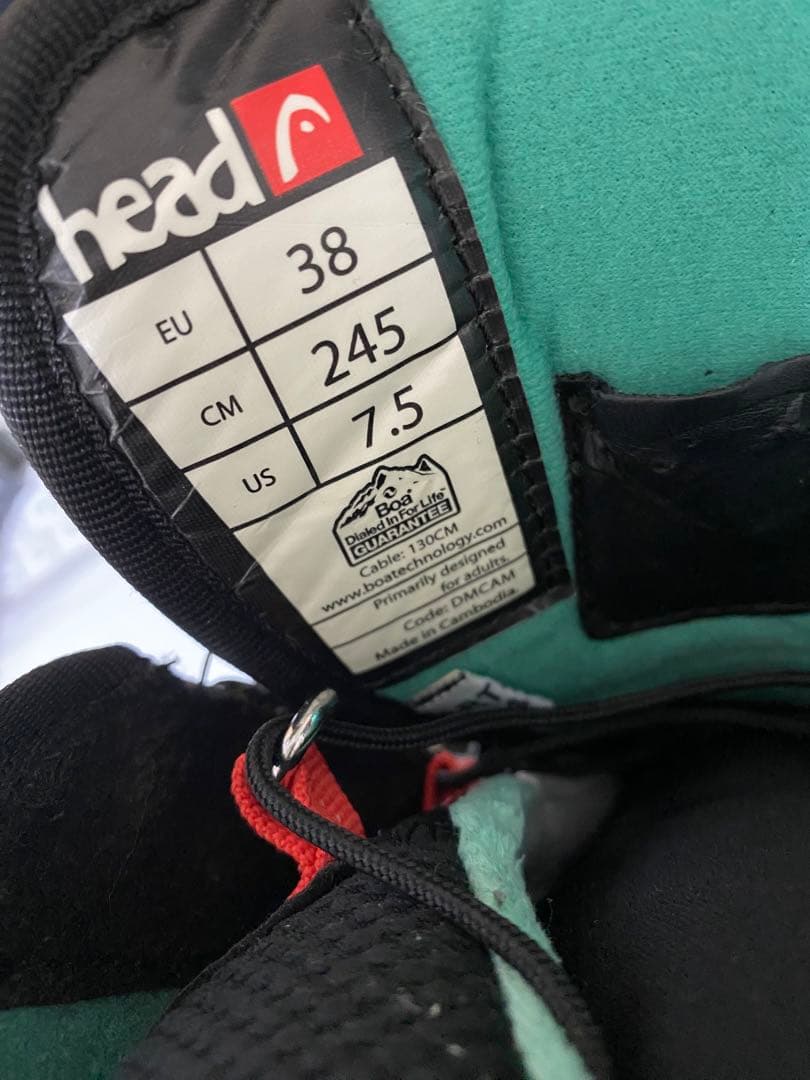 head
EU 38
CM 245
US 7.5
Boa®
Dialed In For Life™
GUARANTEE
Cable: 130CM
www.boatechnology.com
Primarily designed
for adults.
Code: DMCAM
Made in Cambodia.